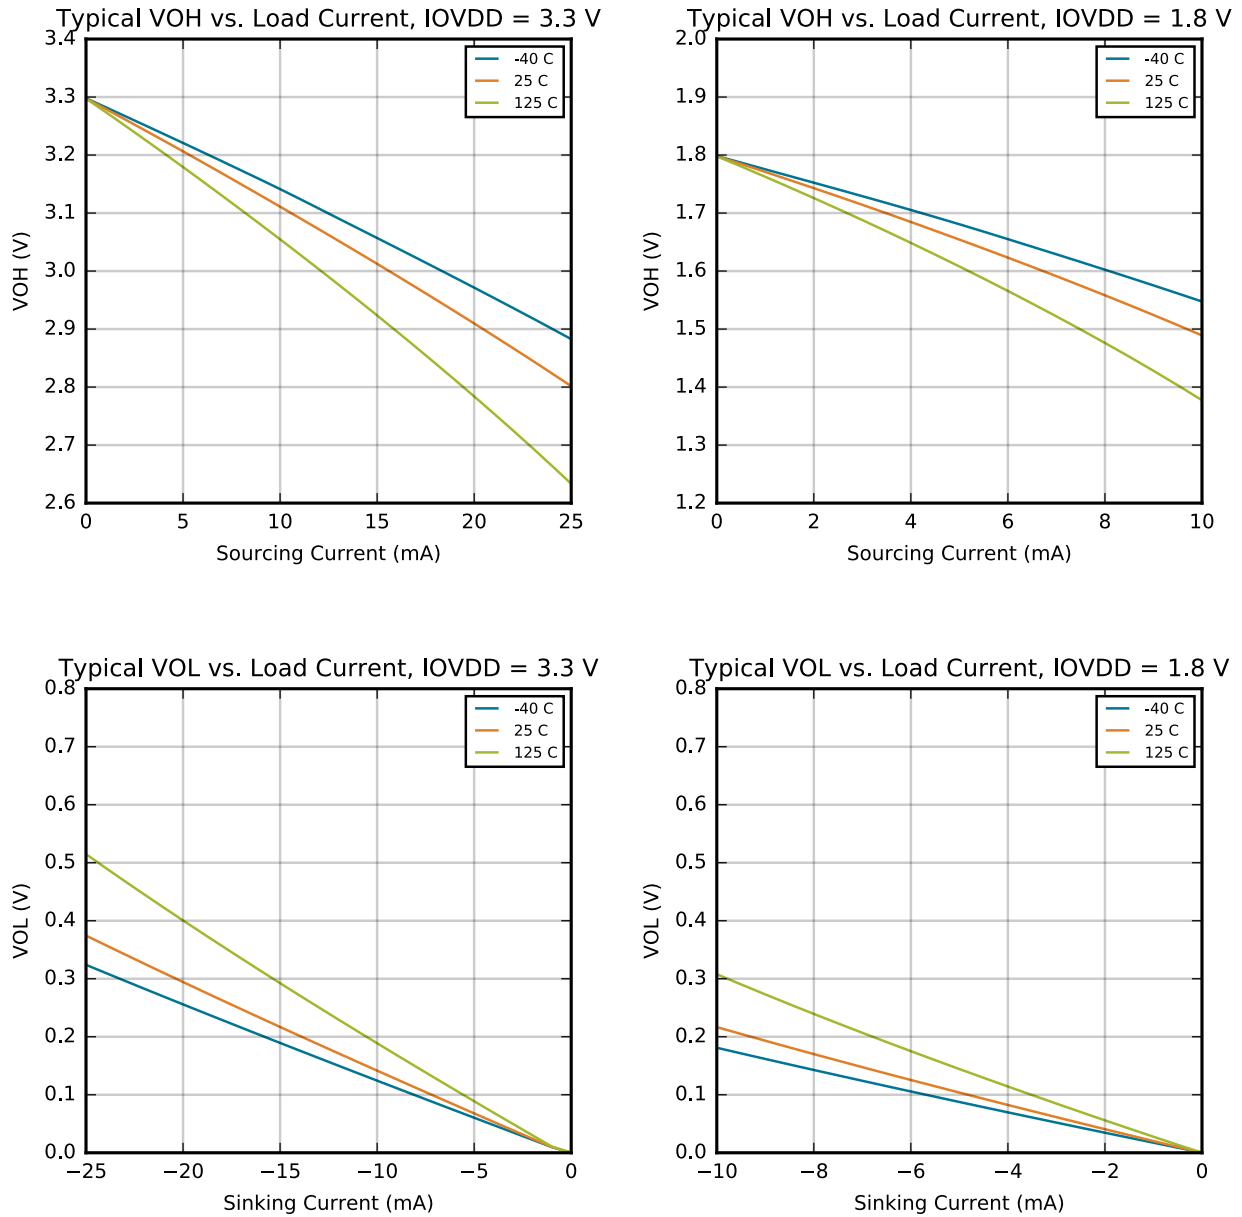 Typical VOH vs. Load Current, IOVDD = 3.3 V
3.4
3.3
3.2
3.1
3.0
2.9
2.8
2.7
2.6
VOH (V)
-40 C
25 C
125 C
0 5 10 15 20 25
Sourcing Current (mA)
Typical VOH vs. Load Current, IOVDD = 1.8 V
2.0
1.9
1.8
1.7
1.6
1.5
1.4
1.3
1.2
VOH (V)
-40 C
25 C
125 C
0 2 4 6 8 10
Sourcing Current (mA)
Typical VOL vs. Load Current, IOVDD = 3.3 V
0.8
0.7
0.6
0.5
0.4
0.3
0.2
0.1
0.0
VOL (V)
-40 C
25 C
125 C
−25 −20 −15 −10 −5 0
Sinking Current (mA)
Typical VOL vs. Load Current, IOVDD = 1.8 V
0.8
0.7
0.6
0.5
0.4
0.3
0.2
0.1
0.0
VOL (V)
-40 C
25 C
125 C
−10 −8 −6 −4 −2 0
Sinking Current (mA)